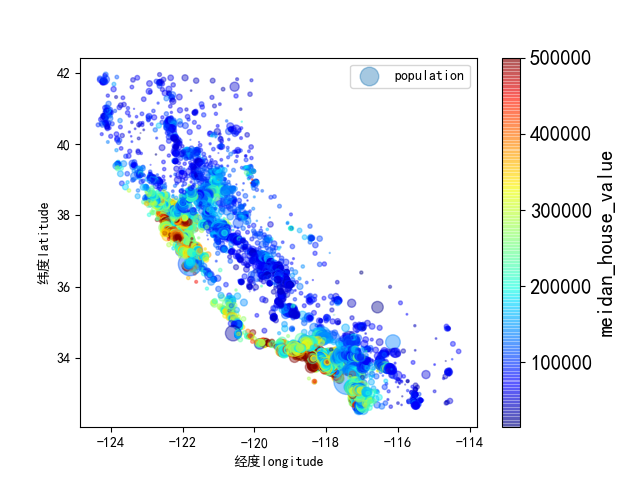 population
42
40
38
36
34
纬度latitude
-124 -122 -120 -118 -116 -114
经度longitude
500000
400000
300000
200000
100000
meidan_house_value